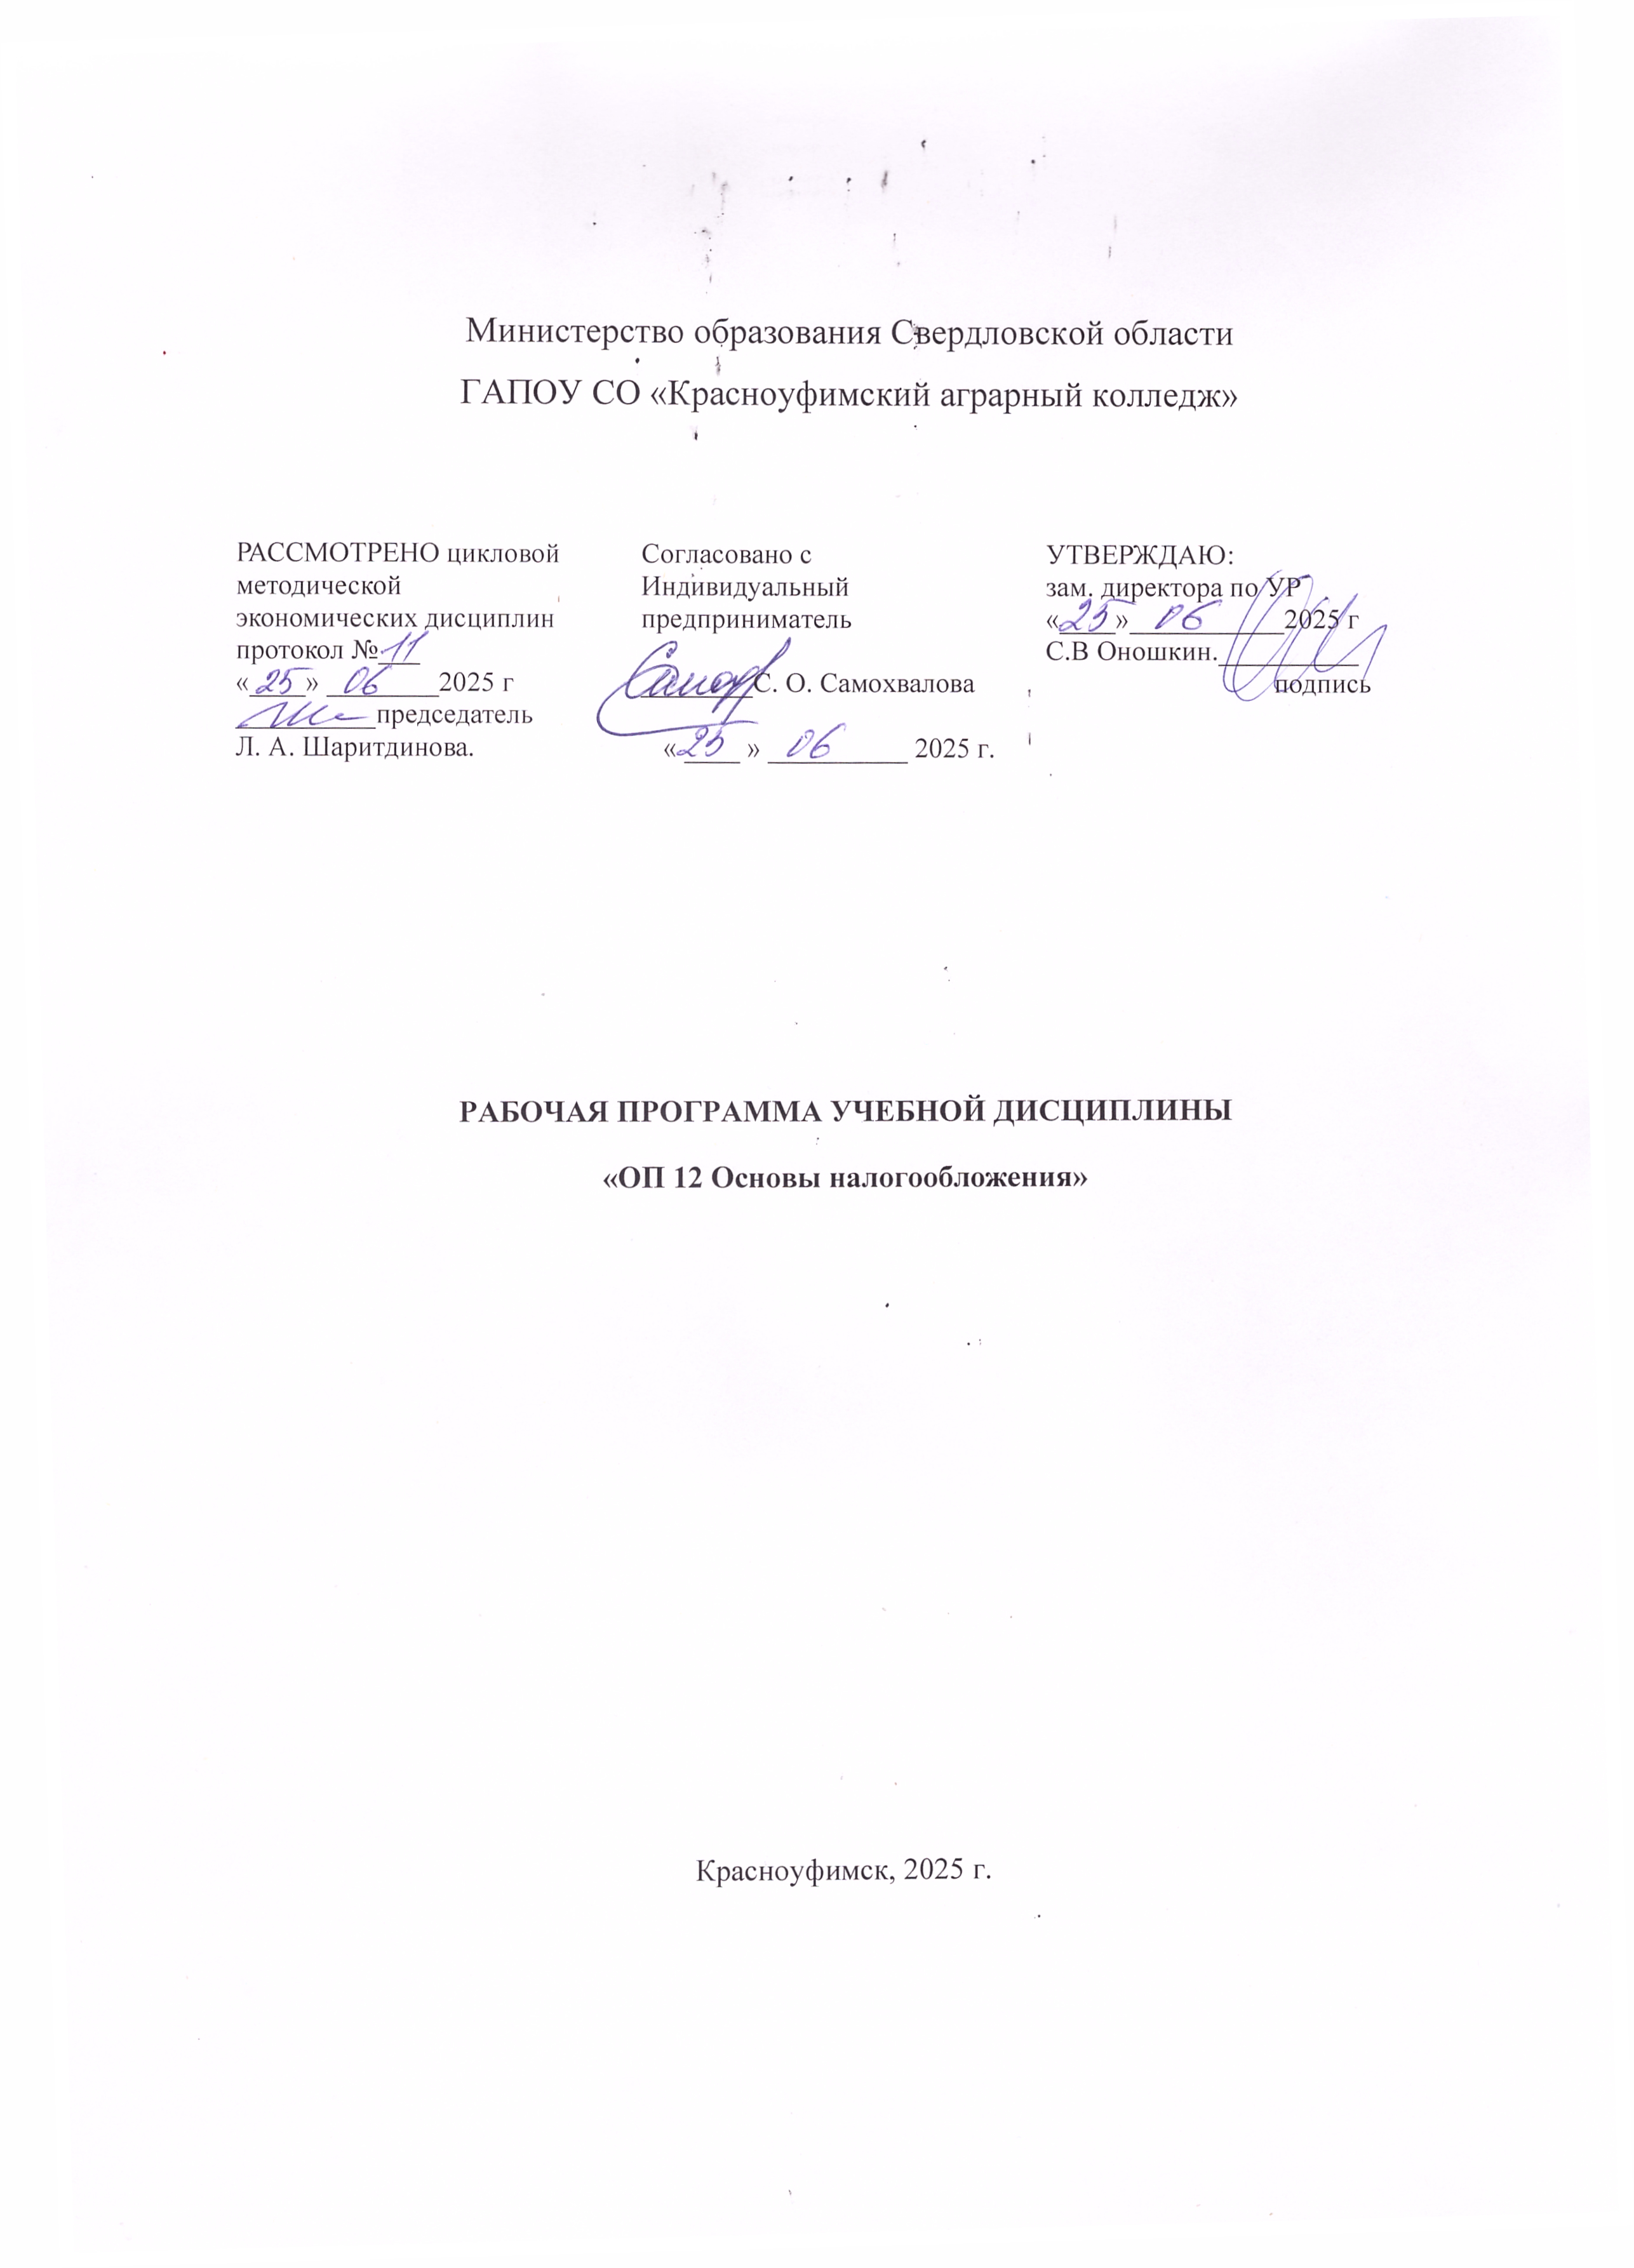 Министерство образования Свердловской области
ГАПОУ СО «Красноуфимский аграрный колледж»
РАССМОТРЕНО цикловой
методической
экономических дисциплин
протокол № 11
«25» 06 2025 г
председатель
Л. А. Шаритдинова.
Согласовано с
Индивидуальный
предприниматель
С. О. Самохвалова
«25» 06 2025 г.
УТВЕРЖДАЮ:
зам. директора по УР
«25» 06 2025 г
С.В Оношкин.
подпись
РАБОЧАЯ ПРОГРАММА УЧЕБНОЙ ДИСЦИПЛИНЫ
«ОП 12 Основы налогообложения»
Красноуфимск, 2025 г.